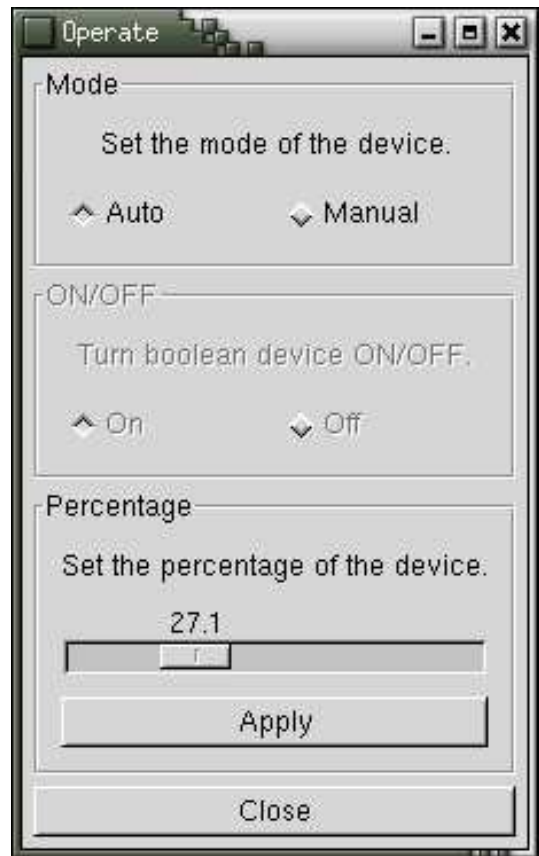 Operate
Mode
Set the mode of the device.
Auto Manual
ON/OFF
Turn boolean device ON/OFF.
On Off
Percentage
Set the percentage of the device.
27.1
Apply
Close